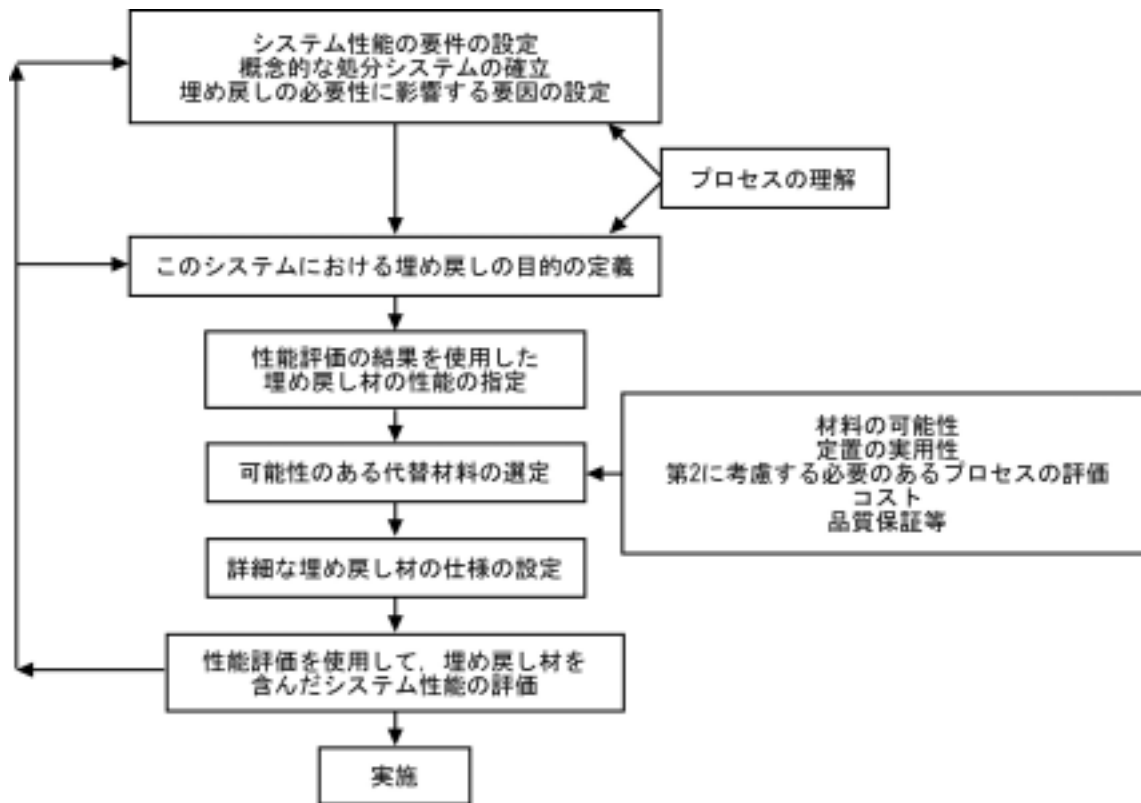 システム性能の要件の設定
概念的な処分システムの確立
埋め戻しの必要性に影響する要因の設定
プロセスの理解
このシステムにおける埋め戻しの目的の定義
性能評価の結果を使用した
埋め戻し材の性能の指定
材料の可能性
定置の実用性
第2に考慮する必要のあるプロセスの評価
コスト
品質保証等
可能性のある代替材料の選定
詳細な埋め戻し材の仕様の設定
性能評価を使用して，埋め戻し材を
含んだシステム性能の評価
実施